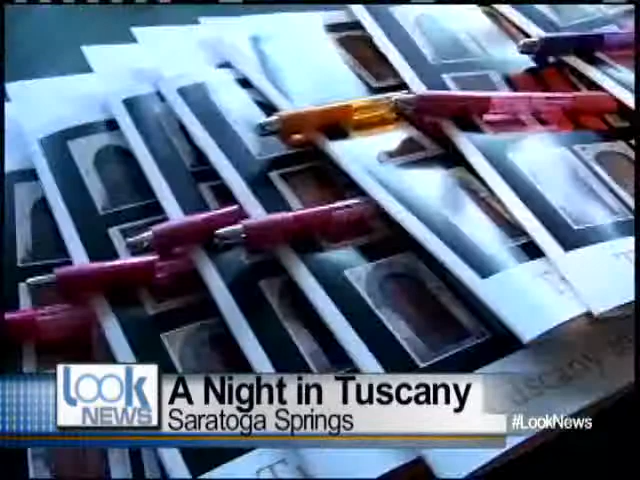 LOOK
NEWS
A Night in Tuscany
Saratoga Springs
#LookNews